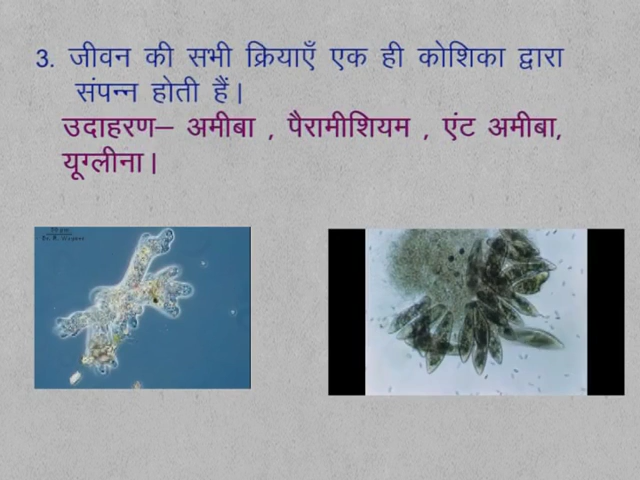 3. जीवन की सभी क्रियाएँ एक ही कोशिका द्वारा
संपन्न होती हैं।
उदाहरण– अमीबा , पैरामीशियम , एंट अमीबा,
यूग्लीना।